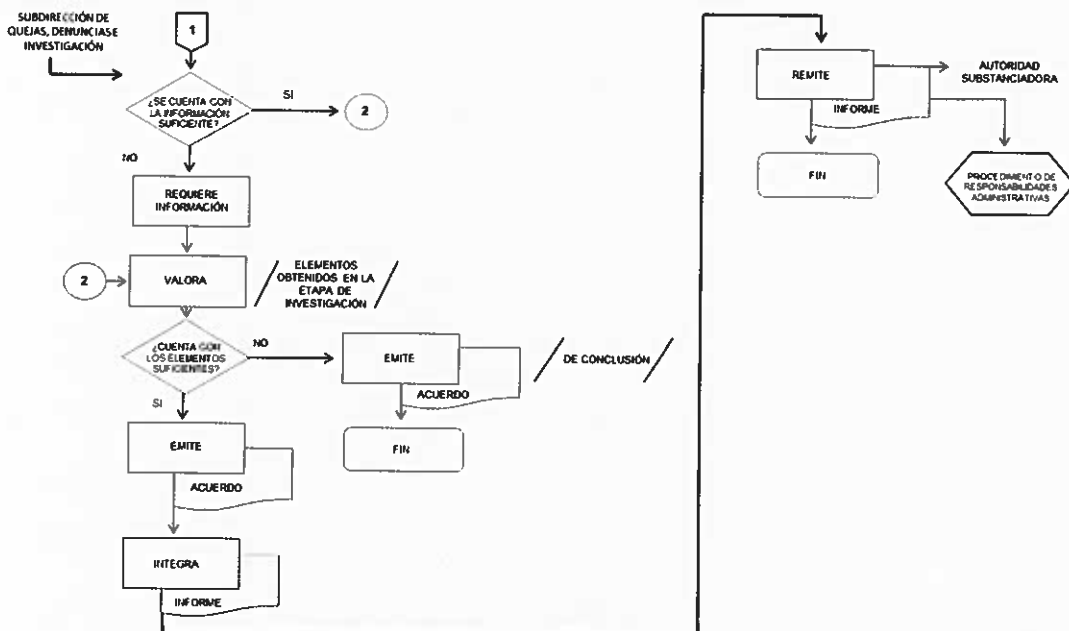 SUBDIRECCIÓN DE
QUEJAS, DENUNCIAS E
INVESTIGACIÓN
1
¿SE CUENTA CON
LA INFORMACIÓN
SUFICIENTE?
SI
2
NO
REQUIERE
INFORMACIÓN
2
VALORA
ELEMENTOS
OBTENIDOS EN LA
ETAPA DE
INVESTIGACIÓN
¿CUENTA CON
LOS ELEMENTOS
SUFICIENTES?
NO
EMITE
ACUERDO
DE CONCLUSIÓN
FIN
SI
EMITE
ACUERDO
INTEGRA
INFORME
REMITE
INFORME
AUTORIDAD
SUBSTANCIADORA
FIN
PROCEDIMIENTO DE
RESPONSABILIDADES
ADMINISTRATIVAS